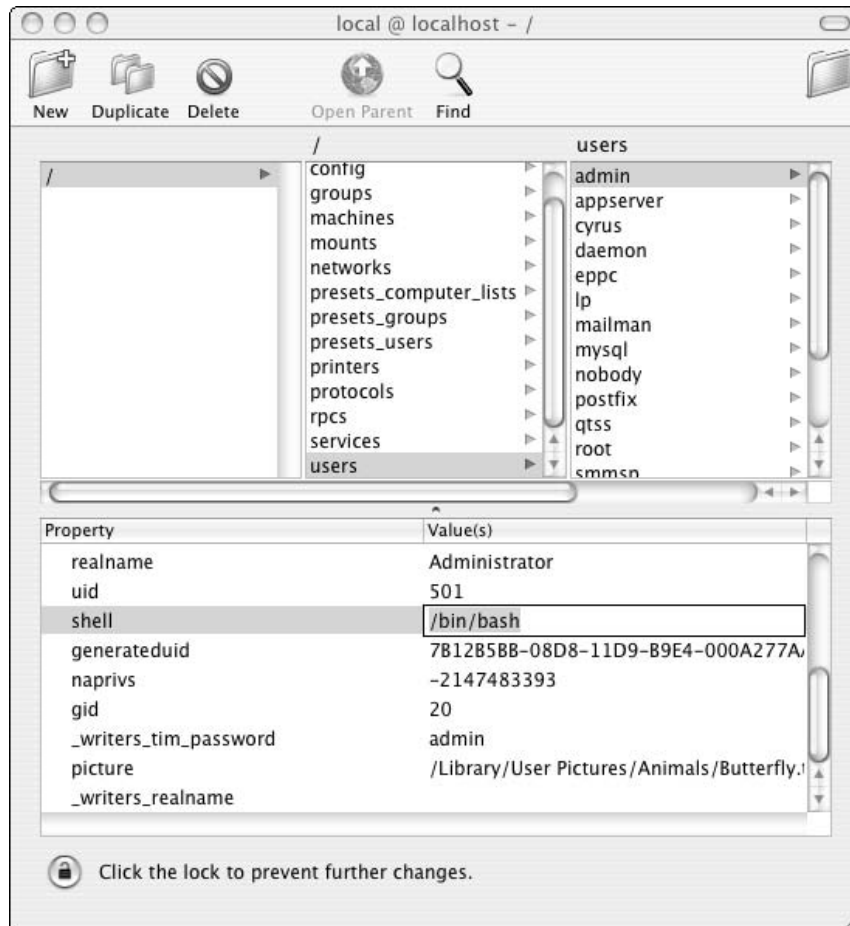 local @ localhost – /
New Duplicate Delete Open Parent Find
/ users
/
config
groups
machines
mounts
networks
presets_computer_lists
presets_groups
presets_users
printers
protocols
rpcs
services
users
admin
appserver
cyrus
daemon
eppc
lp
mailman
mysql
nobody
postfix
qtss
root
smmsp
Property Value(s)
realname Administrator
uid 501
shell /bin/bash
generateduid 7B12B5BB-08D8-11D9-B9E4-000A277A
naprivs -2147483393
gid 20
_writers_tim_password admin
picture /Library/User Pictures/Animals/Butterfly.t
_writers_realname
Click the lock to prevent further changes.